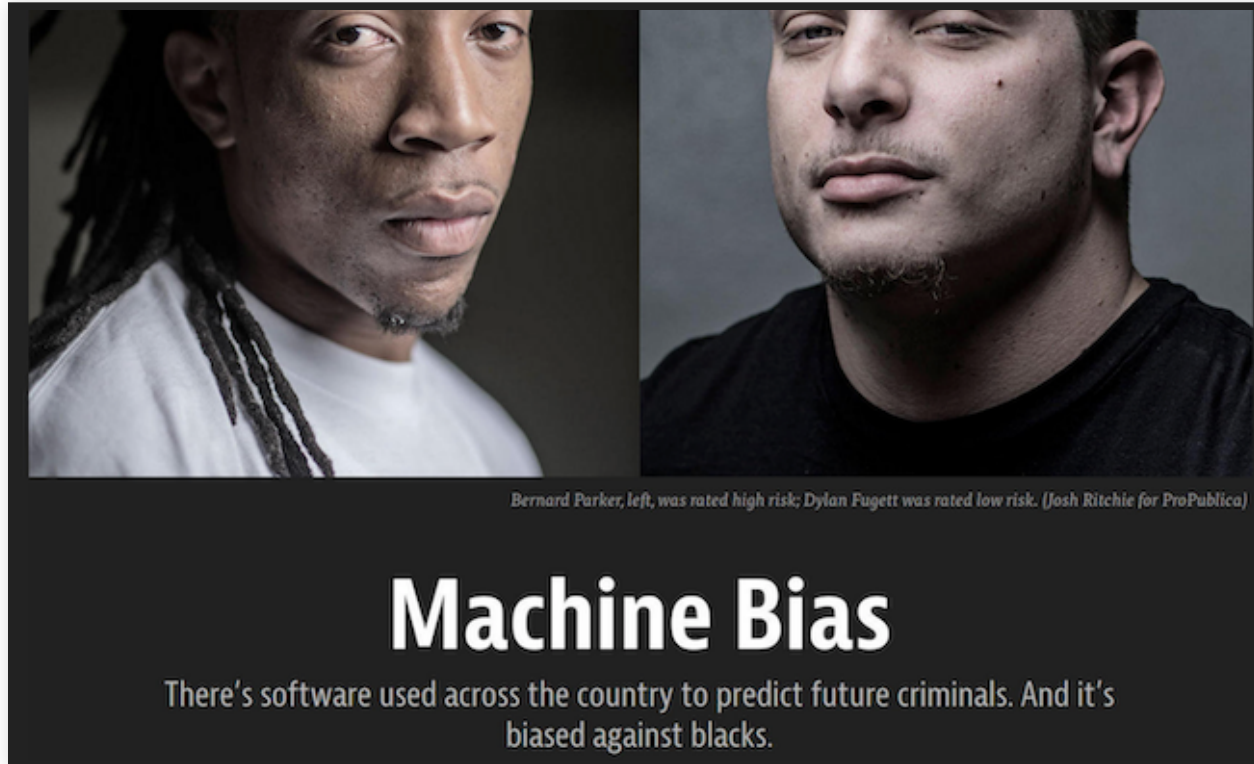 Bernard Parker, left, was rated high risk; Dylan Fugett was rated low risk. (Josh Ritchie for ProPublica)
Machine Bias
There's software used across the country to predict future criminals. And it's
biased against blacks.